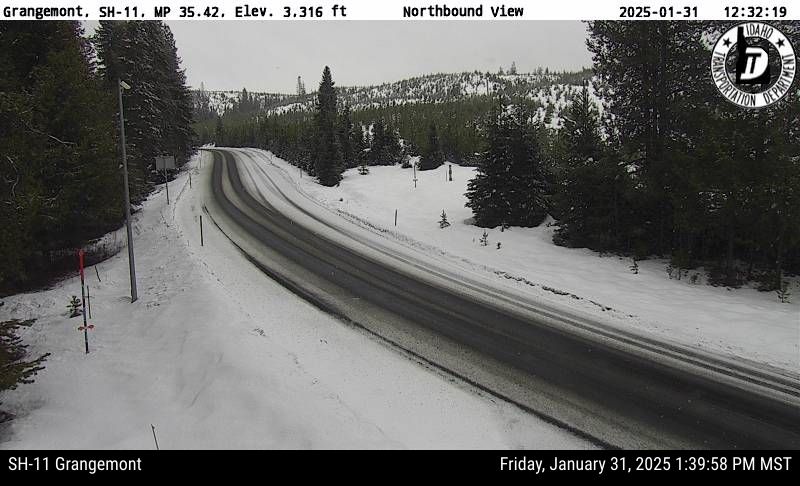 Grangemont, SH-11, MP 35.42, Elev. 3,316 ft Northbound View 2025-01-31 12:32:19
IDAHO TRANSPORTATION DEPARTMENT
SH-11 Grangemont Friday, January 31, 2025 1:39:58 PM MST